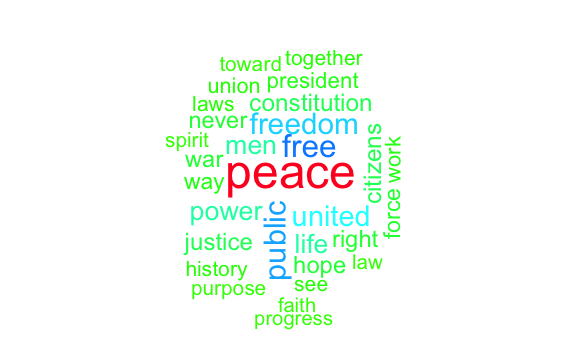 toward together
union president
laws constitution
never freedom
spirit men free
war peace
way citizens
force work
power public united
justice life right
history hope law
purpose see
faith
progress